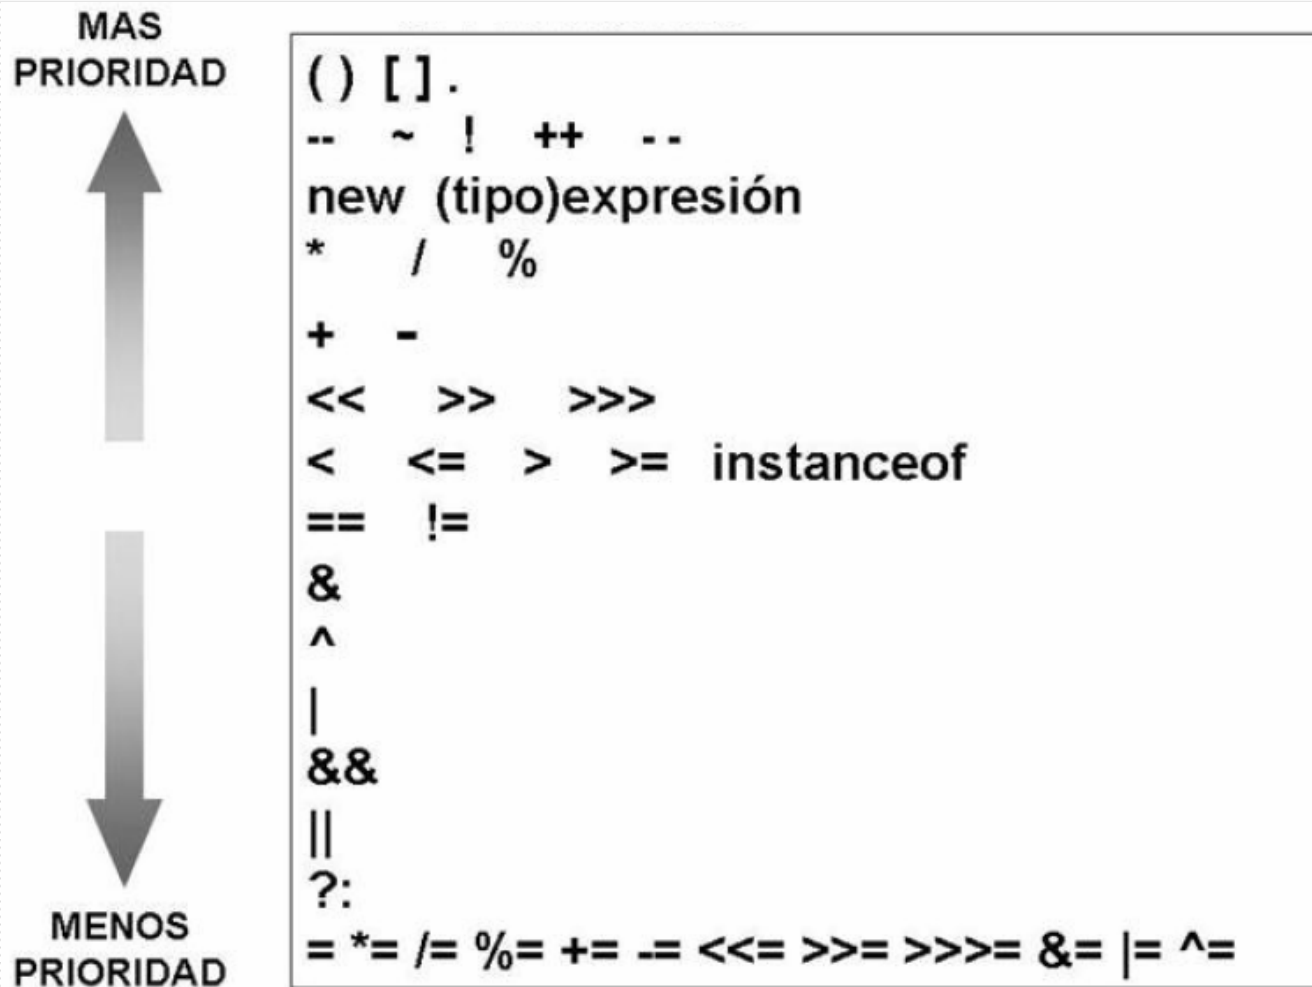 MAS
PRIORIDAD
( ) [ ] .
-- ~ ! ++ - -
new (tipo)expresión
* / %
+ -
<< >> >>>
< <= > >= instanceof
== !=
&
^
|
&&
||
?:
= *= /= %= += -= <<= >>= >>>= &= |= ^=
MENOS
PRIORIDAD